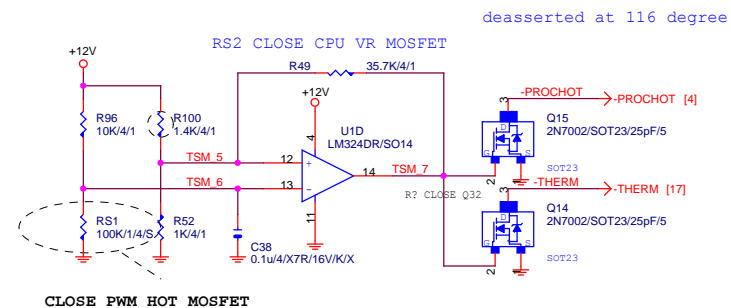 deasserted at 116 degree
RS2 CLOSE CPU VR MOSFET
+12V
R49
35.7K/4/1
+12V
R96
10K/4/1
R100
1.4K/4/1
U1D
LM324DR/SO14
-PROCHOT
-PROCHOT [4]
3
Q15
2N7002/SOT23/25pF/5
D
G
S
SOT23
2
1
TSM_5
12
+
4
14
TSM_7
TSM_6
13
-
11
R? CLOSE Q32
-THERM
-THERM [17]
3
Q14
2N7002/SOT23/25pF/5
D
G
S
SOT23
2
1
RS1
100K/1/4/S
R52
1K/4/1
C38
0.1u/4/X7R/16V/K/X
CLOSE PWM HOT MOSFET